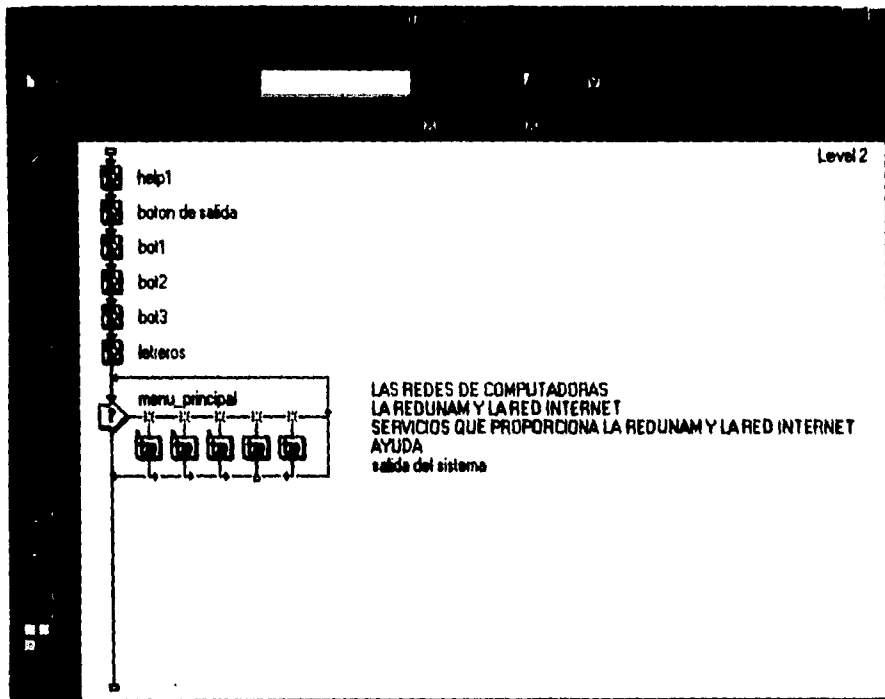 Level 2
help1
boton de salida
bot1
bot2
bot3
letreros
menu_principal
LAS REDES DE COMPUTADORAS
LA REDUNAM Y LA RED INTERNET
SERVICIOS QUE PROPORCIONA LA REDUNAM Y LA RED INTERNET
AYUDA
salida del sistema